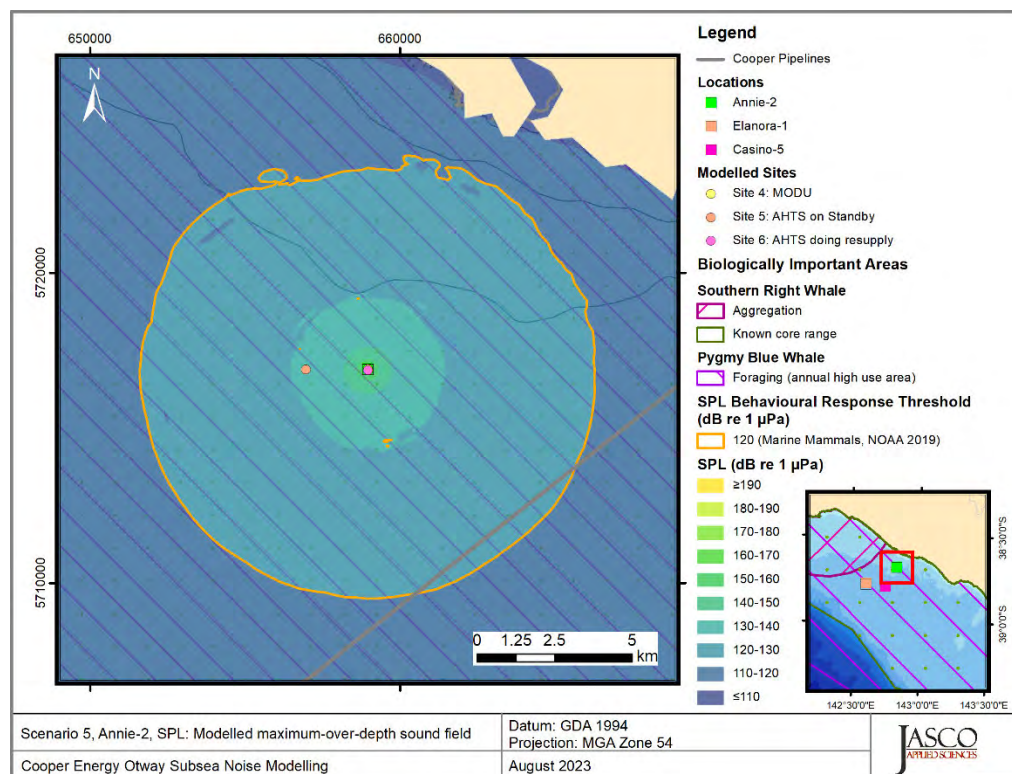 650000
660000
N
5720000
5710000
0 1.25 2.5 5
km
Legend
Cooper Pipelines
Locations
Annie-2
Elanora-1
Casino-5
Modelled Sites
Site 4: MODU
Site 5: AHTS on Standby
Site 6: AHTS doing resupply
Biologically Important Areas
Southern Right Whale
Aggregation
Known core range
Pygmy Blue Whale
Foraging (annual high use area)
SPL Behavioural Response Threshold
(dB re 1 µPa)
120 (Marine Mammals, NOAA 2019)
SPL (dB re 1 µPa)
≥190
180-190
170-180
160-170
150-160
140-150
130-140
120-130
110-120
≤110
38°30'0"S
39°0'0"S
142°30'0"E 143°0'0"E 143°30'0"E
Scenario 5, Annie-2, SPL: Modelled maximum-over-depth sound field
Datum: GDA 1994
Projection: MGA Zone 54
Cooper Energy Otway Subsea Noise Modelling
August 2023
JASCO
APPLIED SCIENCES